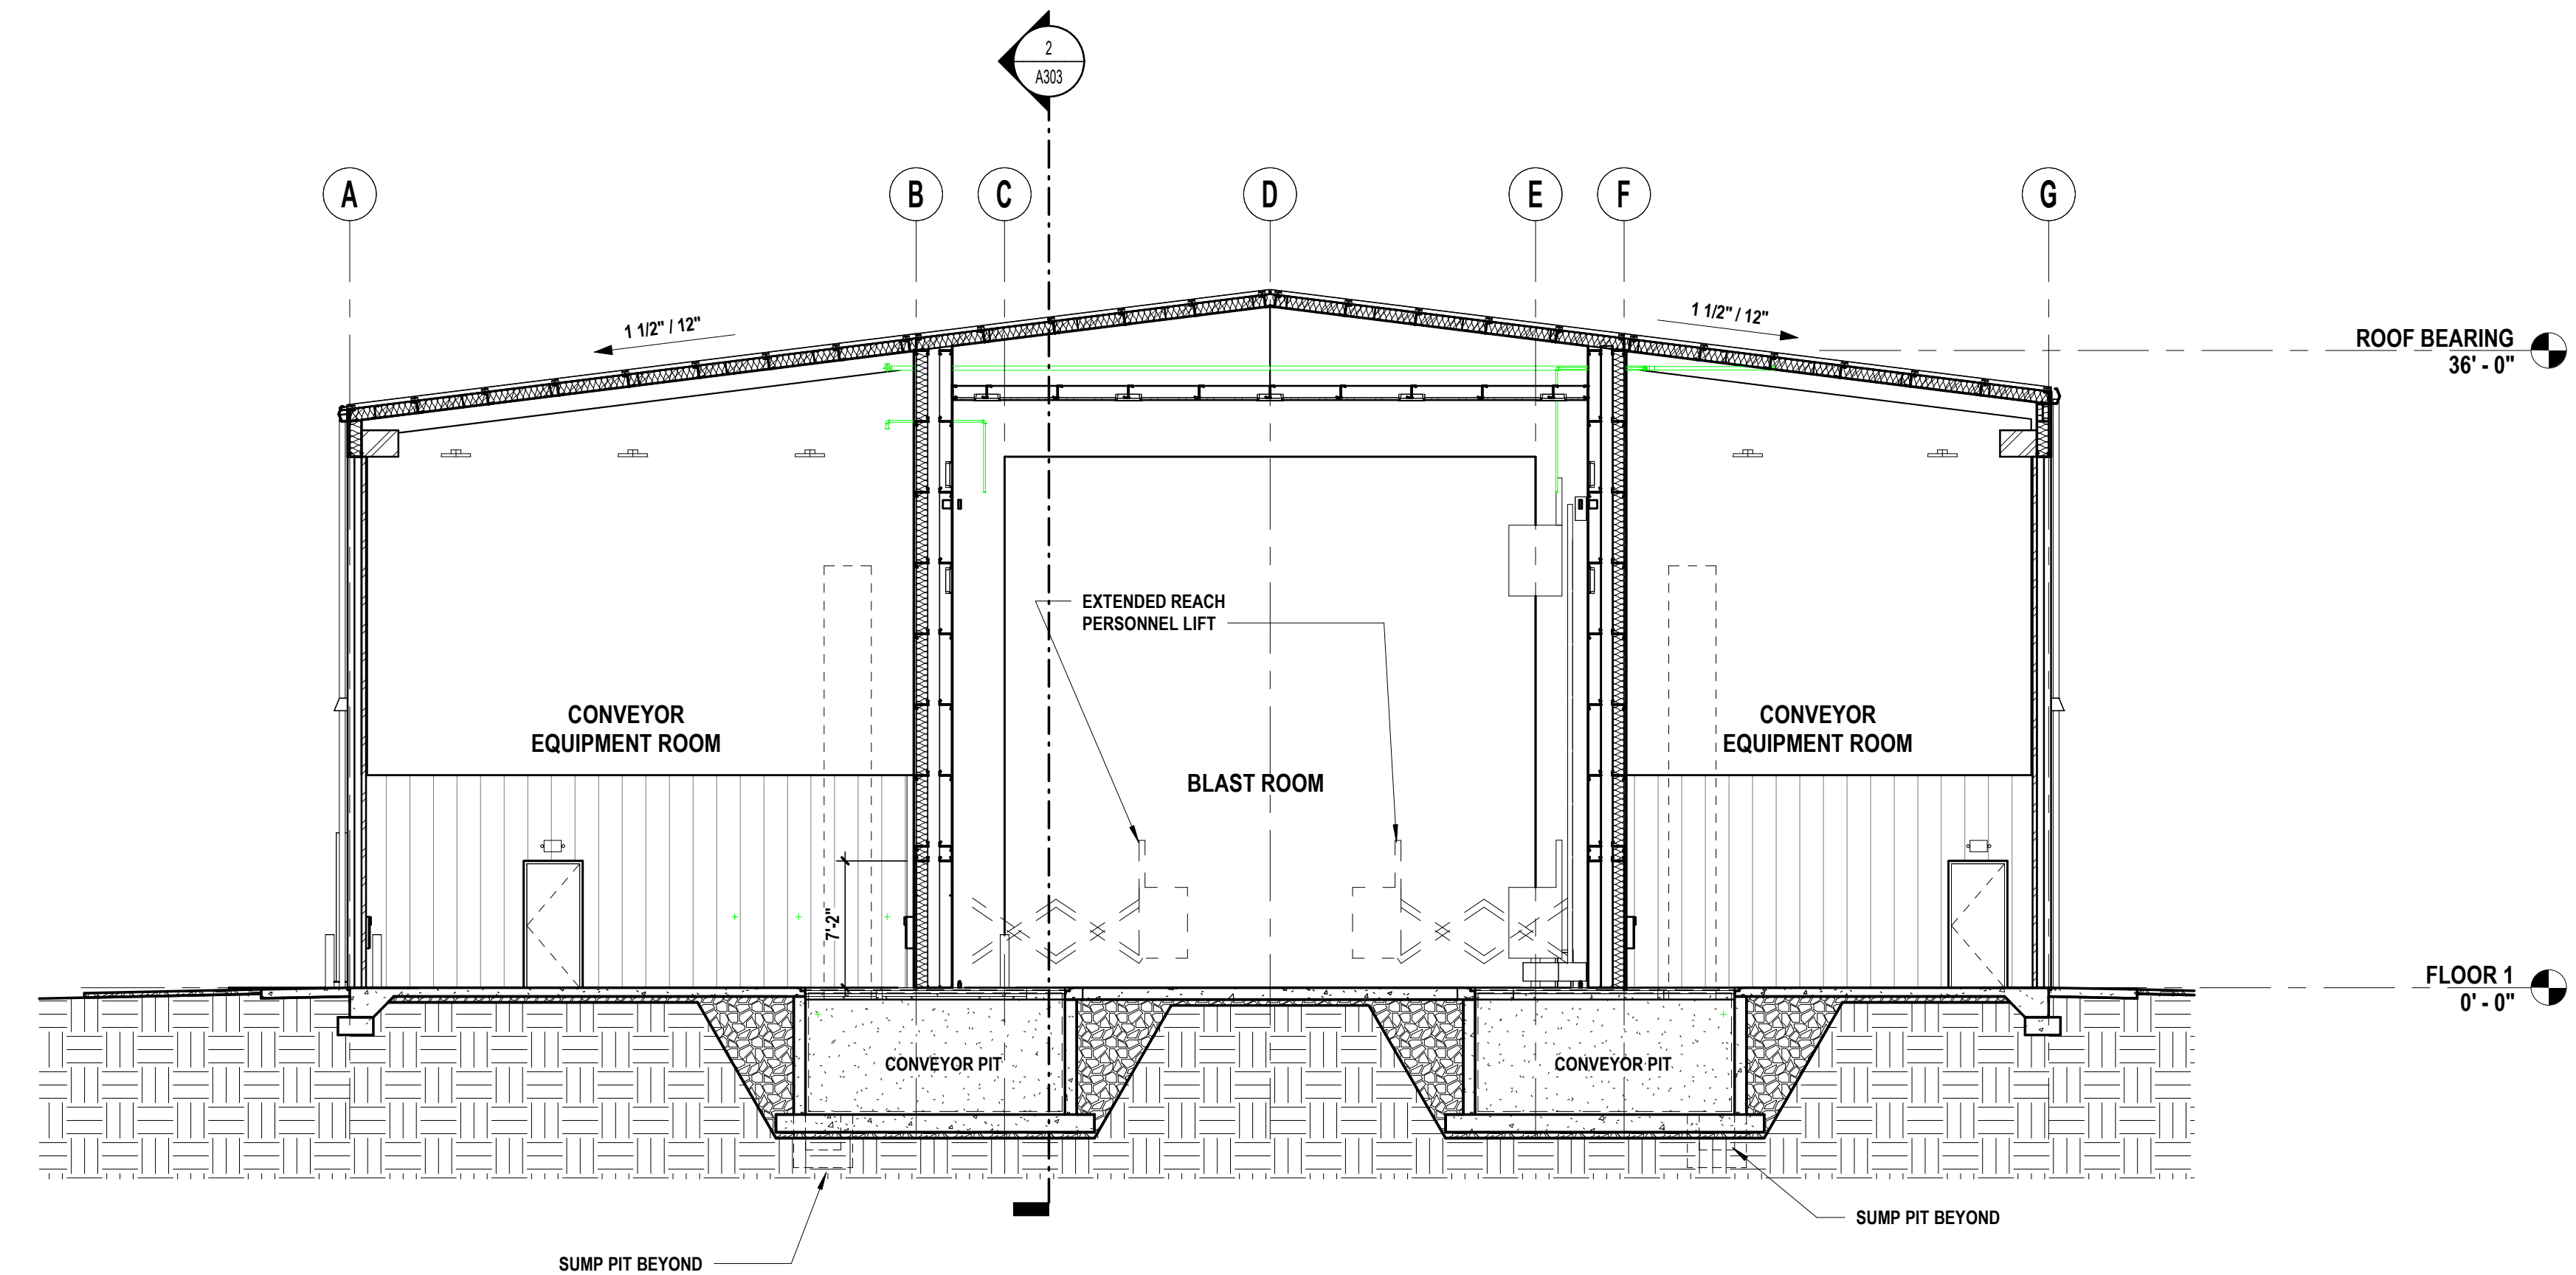 2
A303
A
B
C
D
E
F
G
1 1/2" / 12"
1 1/2" / 12"
ROOF BEARING
36' - 0"
EXTENDED REACH
PERSONNEL LIFT
CONVEYOR
EQUIPMENT ROOM
CONVEYOR
EQUIPMENT ROOM
BLAST ROOM
7'-2"
FLOOR 1
0' - 0"
CONVEYOR PIT
CONVEYOR PIT
SUMP PIT BEYOND
SUMP PIT BEYOND